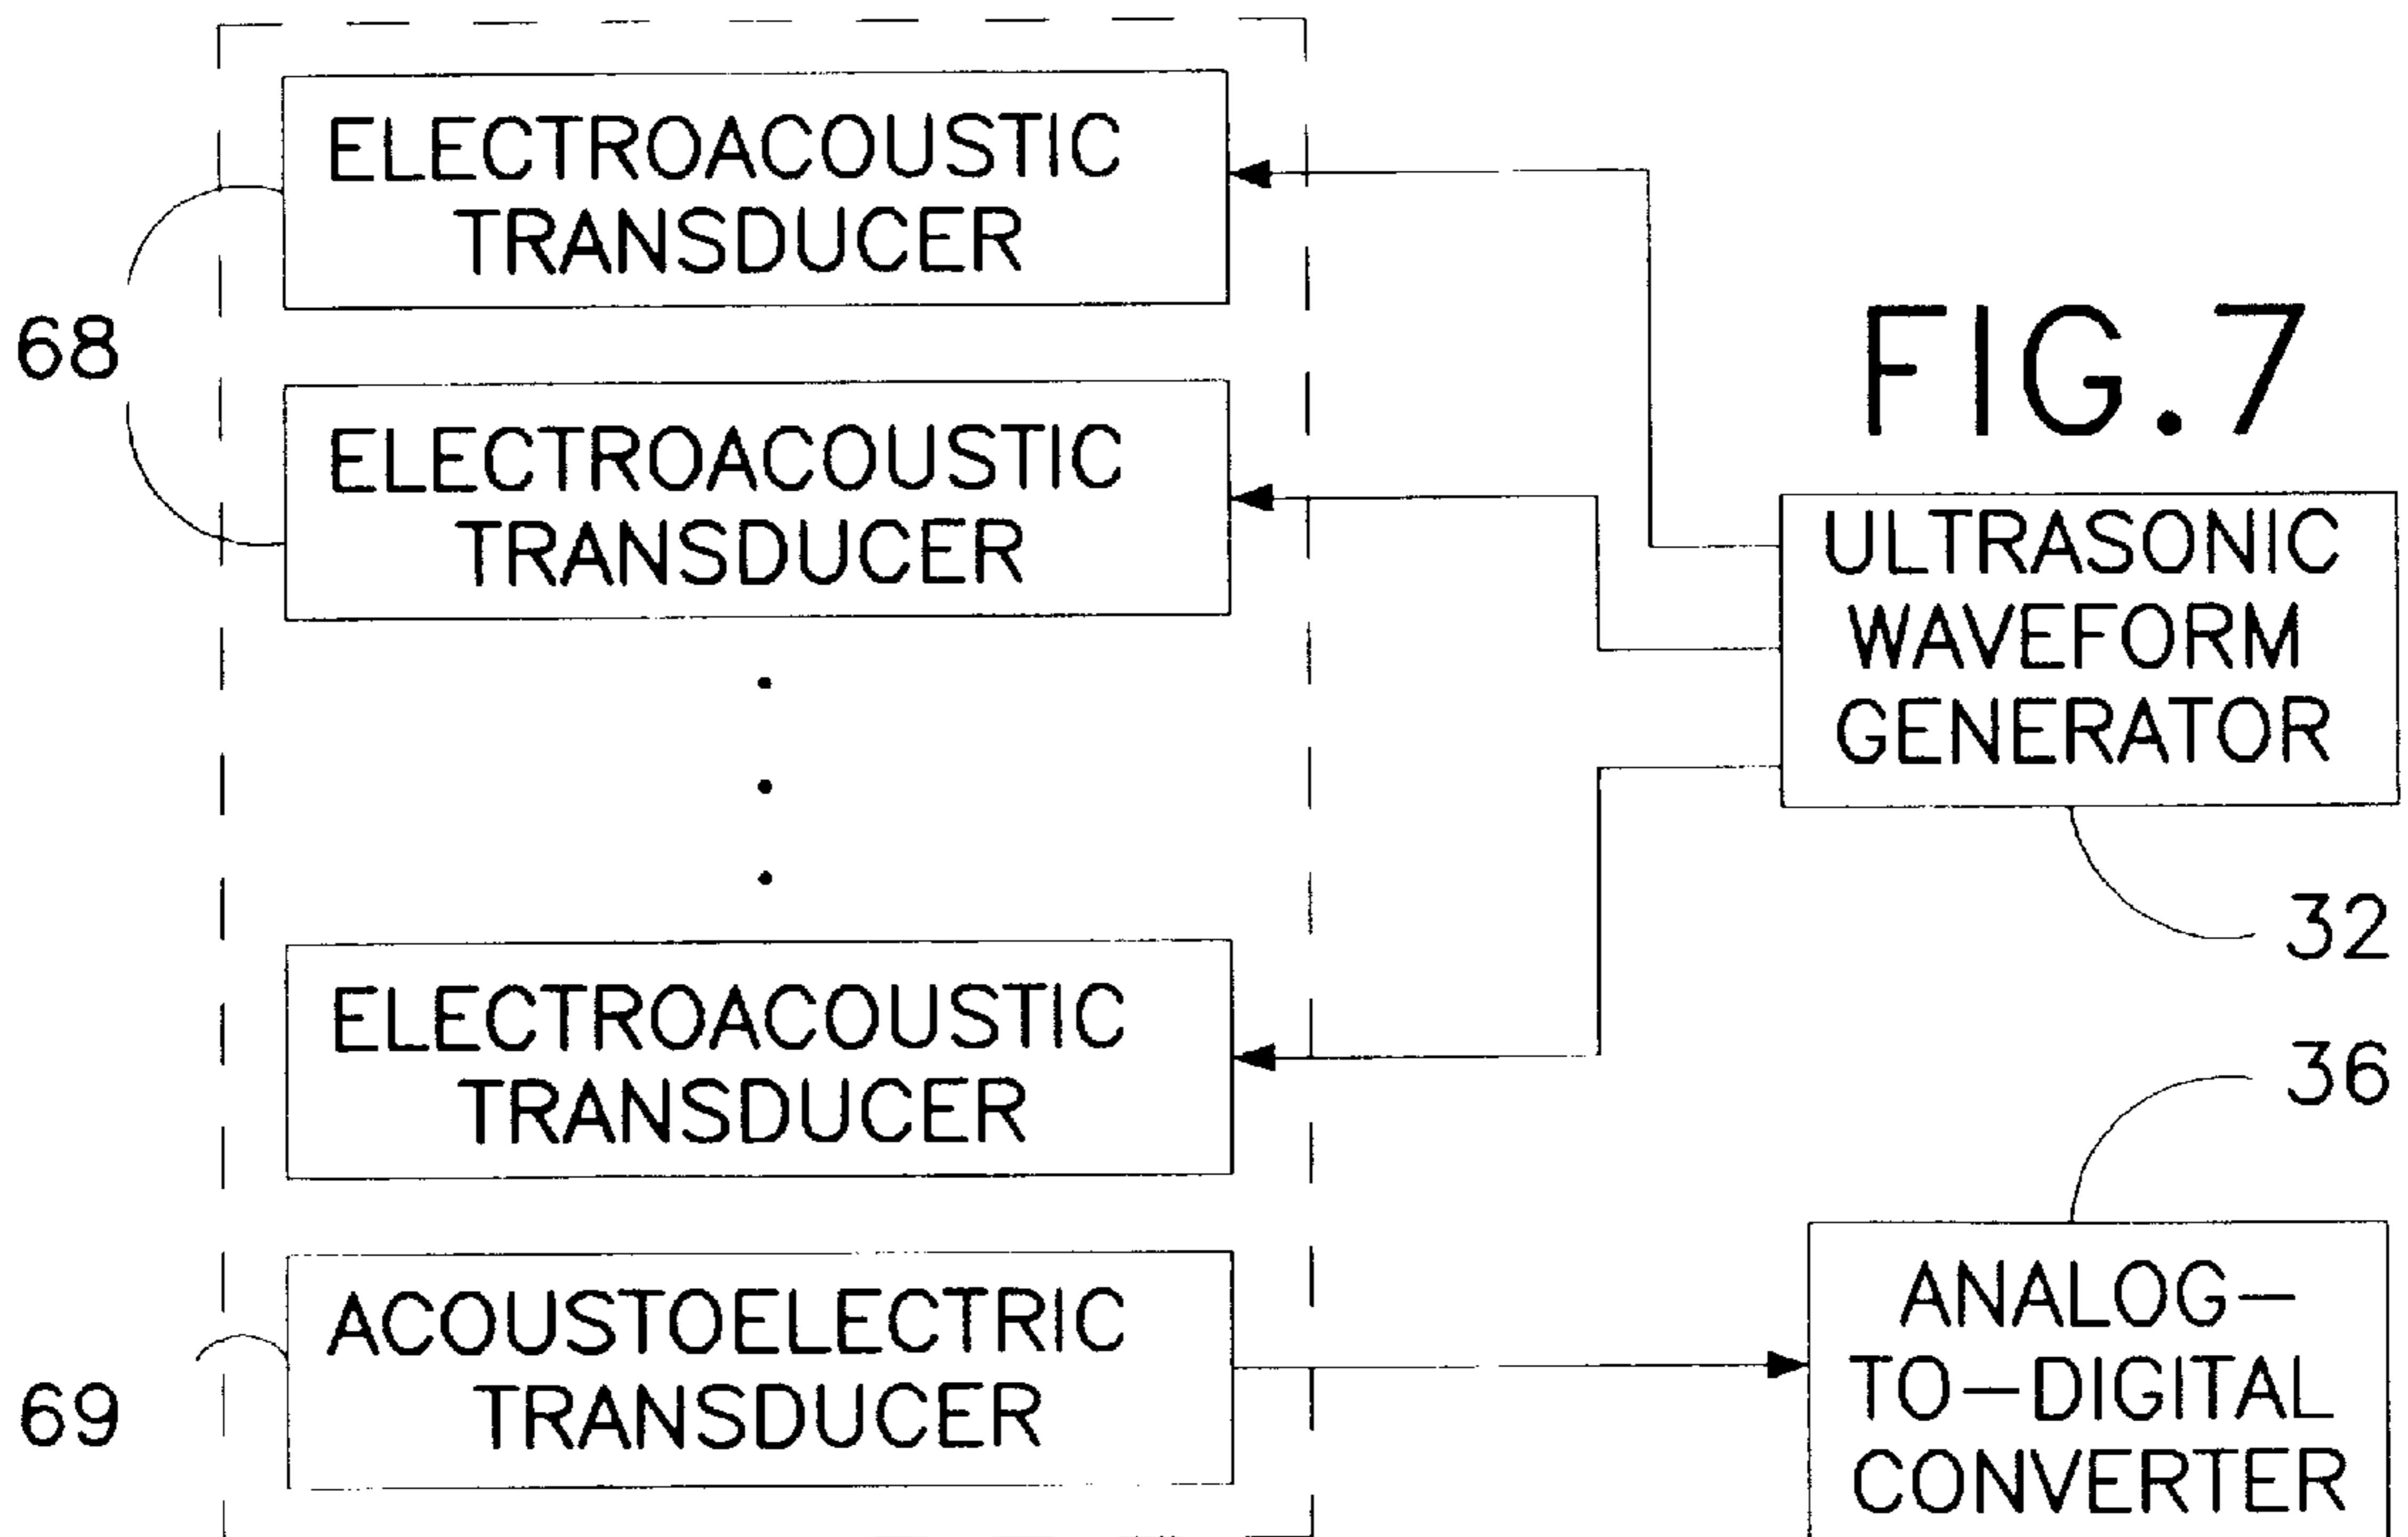 ELECTROACOUSTIC
TRANSDUCER
68
ELECTROACOUSTIC
TRANSDUCER
FIG.7
ULTRASONIC
WAVEFORM
GENERATOR
32
ELECTROACOUSTIC
TRANSDUCER
36
ACOUSTOELECTRIC
TRANSDUCER
69
ANALOG-
TO-DIGITAL
CONVERTER